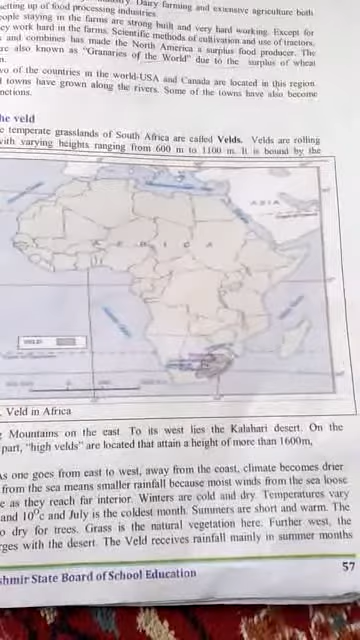 etting up of food processing industries. Dairy farming and extensive agriculture both
eople staying in the farms are strong built and very hard working. Except for
ey work hard in the farms. Scientific methods of cultivation and use of tractors,
s and combines has made the North America a surplus food producer. The
are also known as "Granaries of the World" due to the surplus of wheat
n.
wo of the countries in the world-USA and Canada are located in this region.
d towns have grown along the rivers. Some of the towns have also become
nctions.
he veld
e temperate grasslands of South Africa are called Velds. Velds are rolling
with varying heights ranging from 600 m to 1100 m. It is bound by the
ASIA
AFRICA
VELD
. Veld in Africa
g Mountains on the east. To its west lies the Kalahari desert. On the
part, "high velds" are located that attain a height of more than 1600m,
As one goes from east to west, away from the coast, climate becomes drier
from the sea means smaller rainfall because moist winds from the sea loose
e as they reach far interior. Winters are cold and dry. Temperatures vary
and 10°c and July is the coldest month. Summers are short and warm. The
o dry for trees. Grass is the natural vegetation here. Further west, the
rges with the desert. The Veld receives rainfall mainly in summer months
shmir State Board of School Education
57